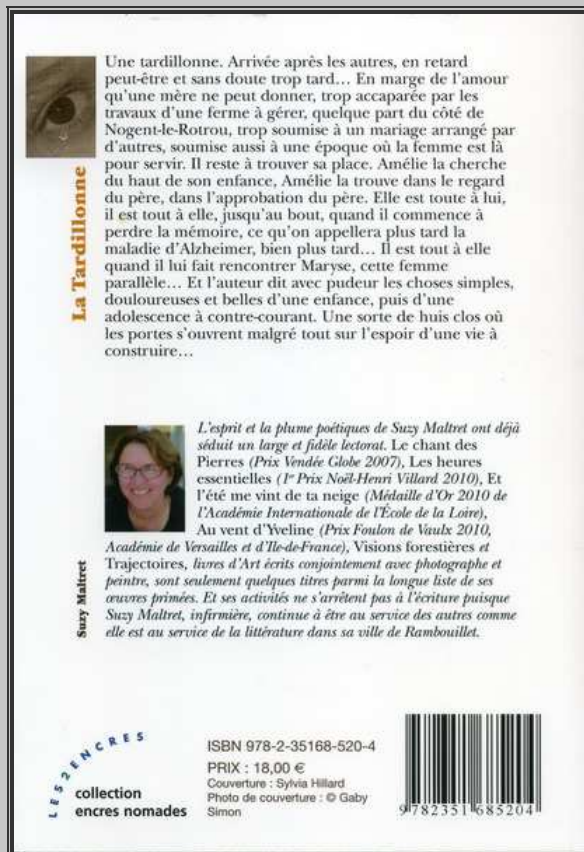 Une tardillonne. Arrivée après les autres, en retard
peut-être et sans doute trop tard… En marge de l'amour
qu'une mère ne peut donner, trop accaparée par les
travaux d'une ferme à gérer, quelque part du côté de
Nogent-le-Rotrou, trop soumise à un mariage arrangé par
d'autres, soumise aussi à une époque où la femme est là
pour servir. Il reste à trouver sa place. Amélie la cherche
du haut de son enfance, Amélie la trouve dans le regard
du père, dans l'approbation du père. Elle est toute à lui,
il est tout à elle, jusqu'au bout, quand il commence à
perdre la mémoire, ce qu'on appellera plus tard la
maladie d'Alzheimer, bien plus tard… Il est tout à elle
quand il lui fait rencontrer Maryse, cette femme
parallèle… Et l'auteur dit avec pudeur les choses simples,
douloureuses et belles d'une enfance, puis d'une
adolescence à contre-courant. Une sorte de huis clos où
les portes s'ouvrent malgré tout sur l'espoir d'une vie à
construire…
La Tardillonne
L'esprit et la plume poétiques de Suzy Maltret ont déjà
séduit un large et fidèle lectorat. Le chant des
Pierres (Prix Vendée Globe 2007), Les heures
essentielles (1er Prix Noël-Henri Villard 2010), Et
l'été me vint de ta neige (Médaille d'Or 2010 de
l'Académie Internationale de l'École de la Loire),
Au vent d'Yveline (Prix Foulon de Vaulx 2010,
Académie de Versailles et d'Ile-de-France), Visions forestières et
Trajectoires, livres d'Art écrits conjointement avec photographe et
peintre, sont seulement quelques titres parmi la longue liste de ses
œuvres primées. Et ses activités ne s'arrêtent pas à l'écriture puisque
Suzy Maltret, infirmière, continue à être au service des autres comme
elle est au service de la littérature dans sa ville de Rambouillet.
Suzy Maltret
LES 2 ENCRES
collection
encres nomades
ISBN 978-2-35168-520-4
PRIX : 18,00 €
Couverture : Sylvia Hillard
Photo de couverture : © Gaby
Simon
9 782351 685204